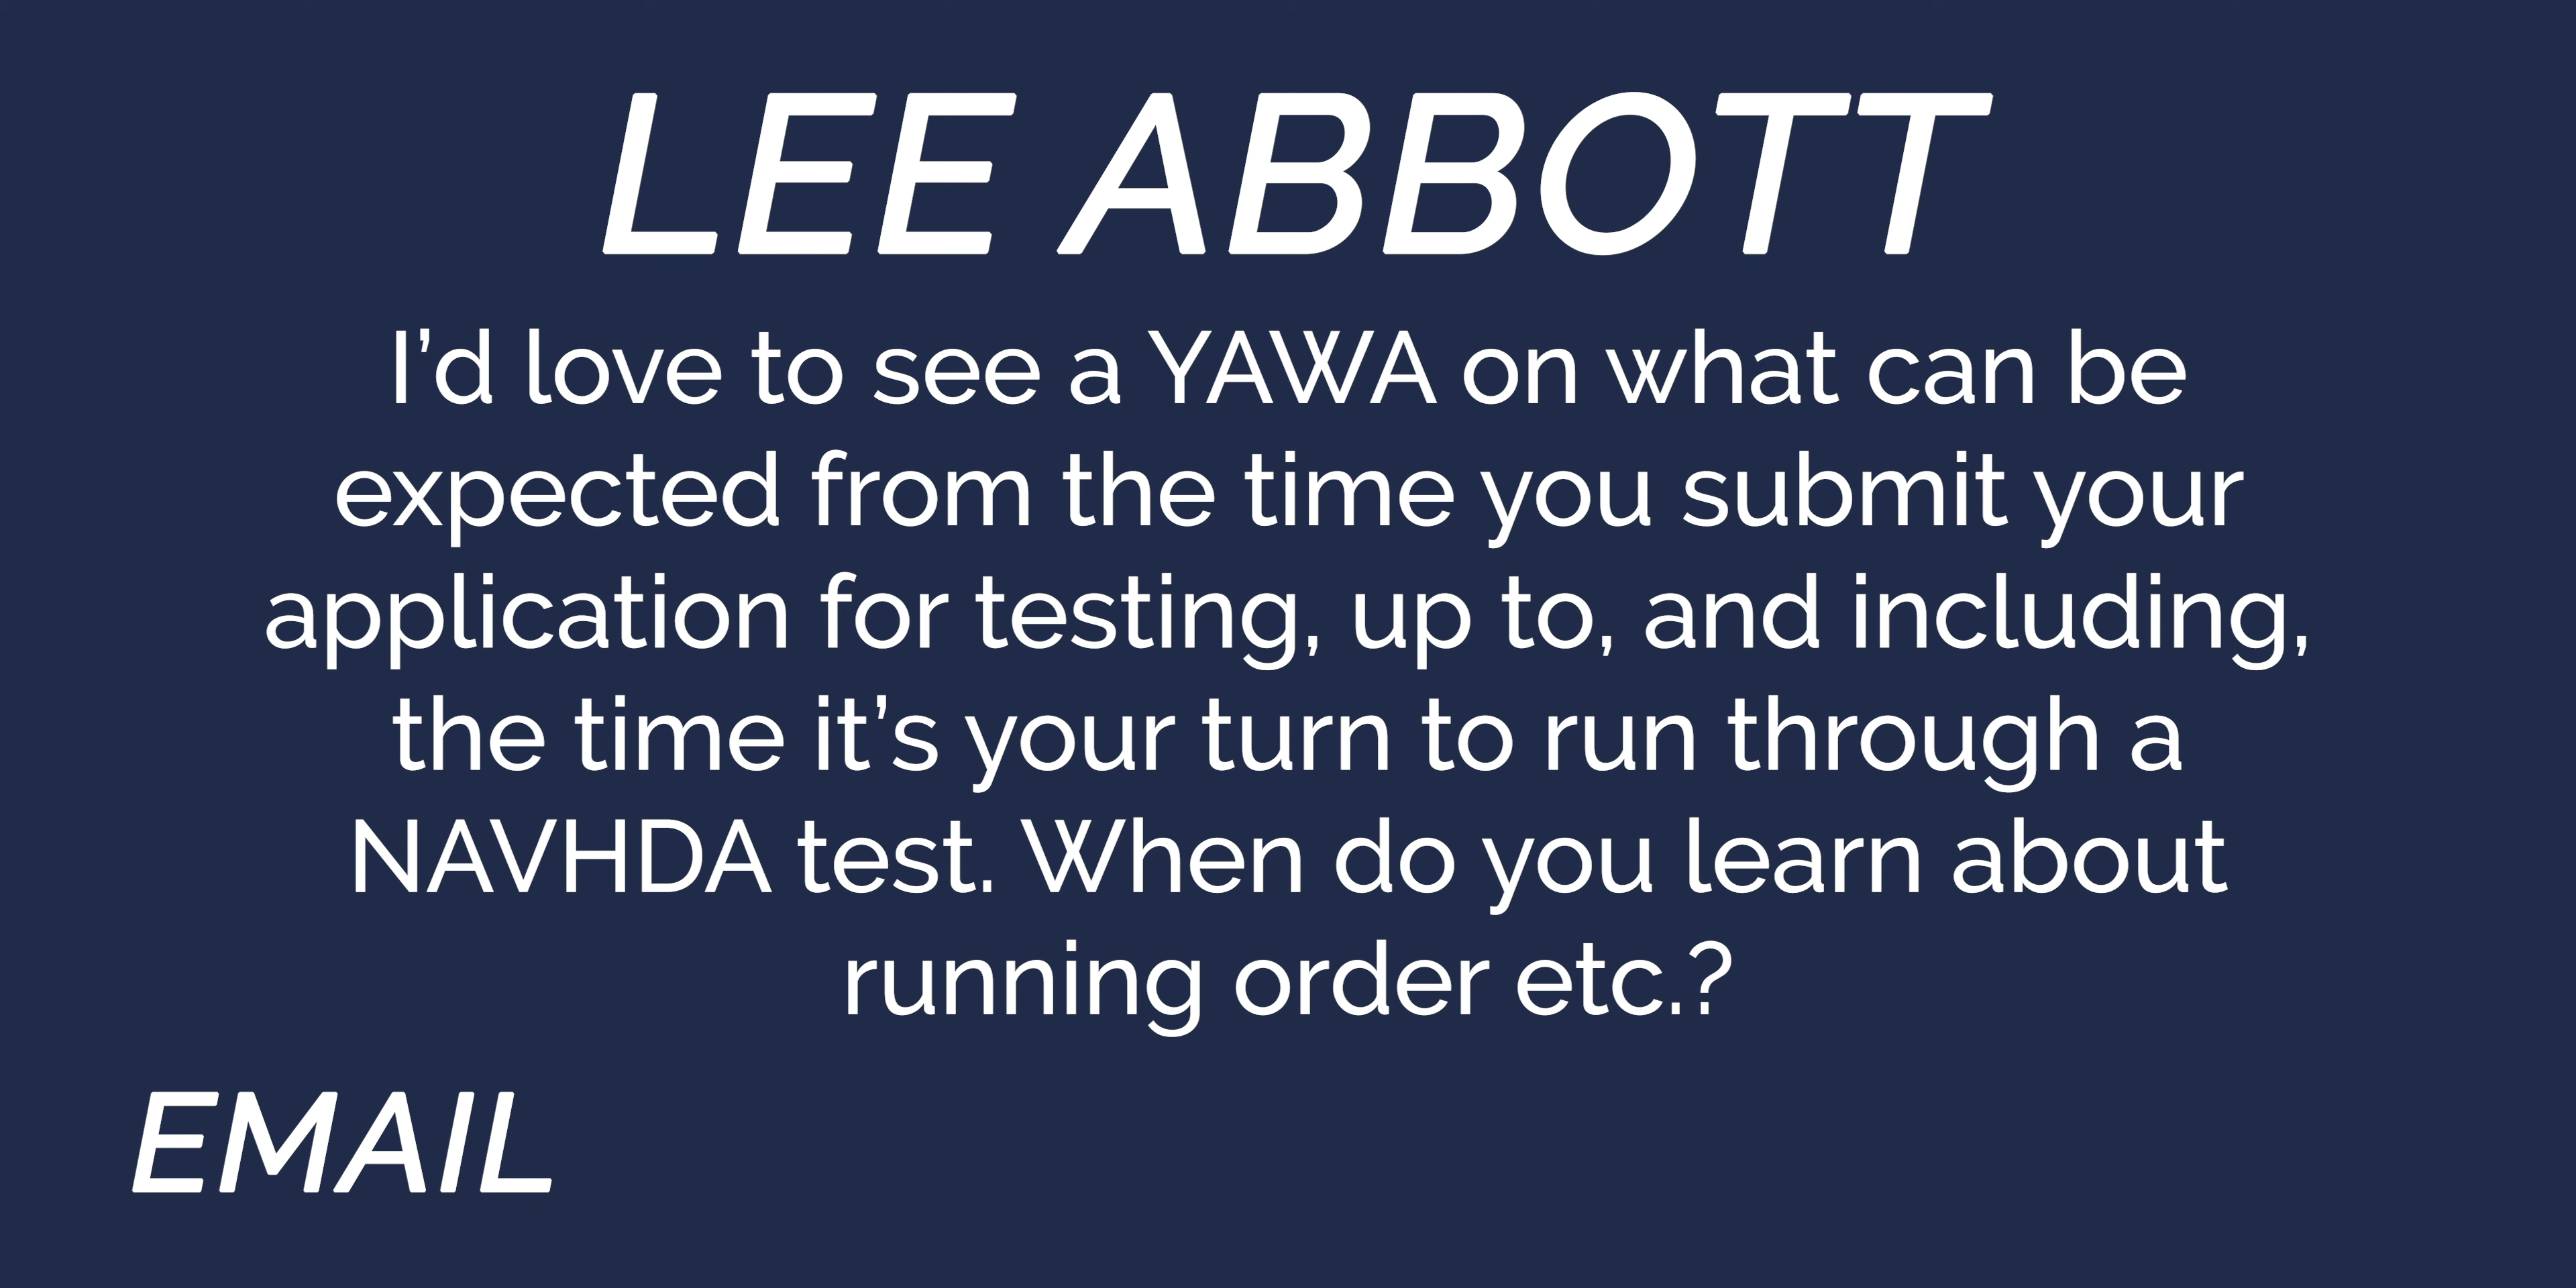 LEE ABBOTT
I’d love to see a YAWA on what can be
expected from the time you submit your
application for testing, up to, and including,
the time it’s your turn to run through a
NAVHDA test. When do you learn about
running order etc.?
EMAIL